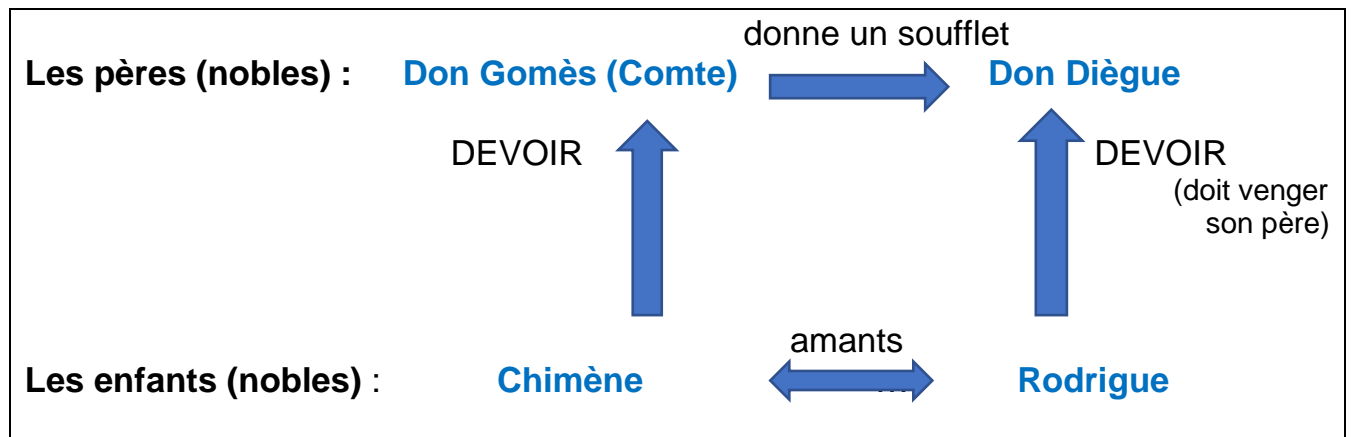 donne un soufflet
Les pères (nobles) : Don Gomès (Comte) Don Diègue
DEVOIR DEVOIR
(doit venger
son père)
amants
Les enfants (nobles) : Chimène Rodrigue